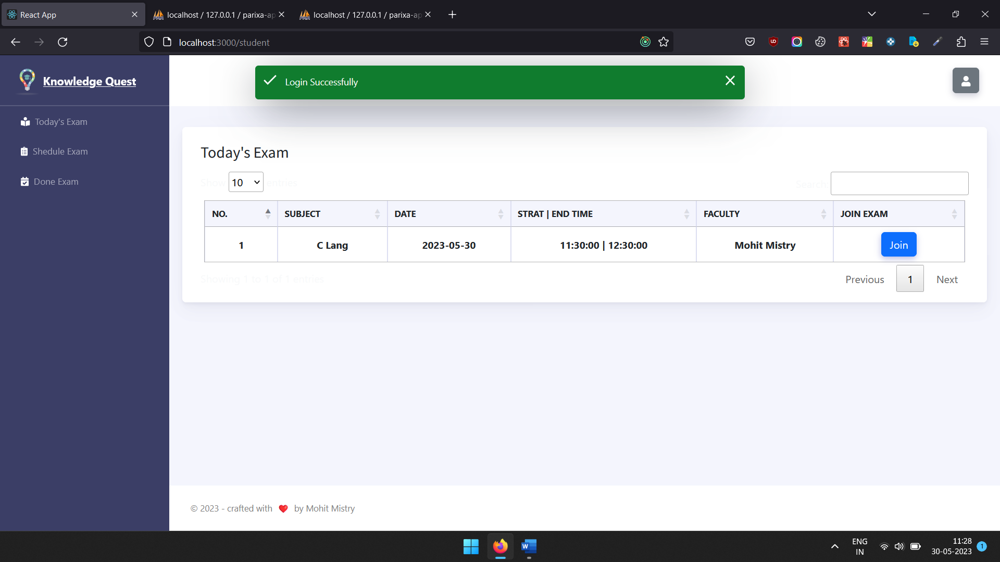 React App
localhost / 127.0.0.1 / parixa-ap
localhost / 127.0.0.1 / parixa-ap
localhost:3000/student
Knowledge Quest
Login Successfully
Today's Exam
Shedule Exam
Done Exam
Today's Exam
Show 10 entries
Search:
NO. SUBJECT DATE STRAT | END TIME FACULTY JOIN EXAM
1 C Lang 2023-05-30 11:30:00 | 12:30:00 Mohit Mistry Join
Showing 1 to 1 of 1 entries
Previous 1 Next
© 2023 - crafted with ❤ by Mohit Mistry
ENG
IN
11:28
30-05-2023
1